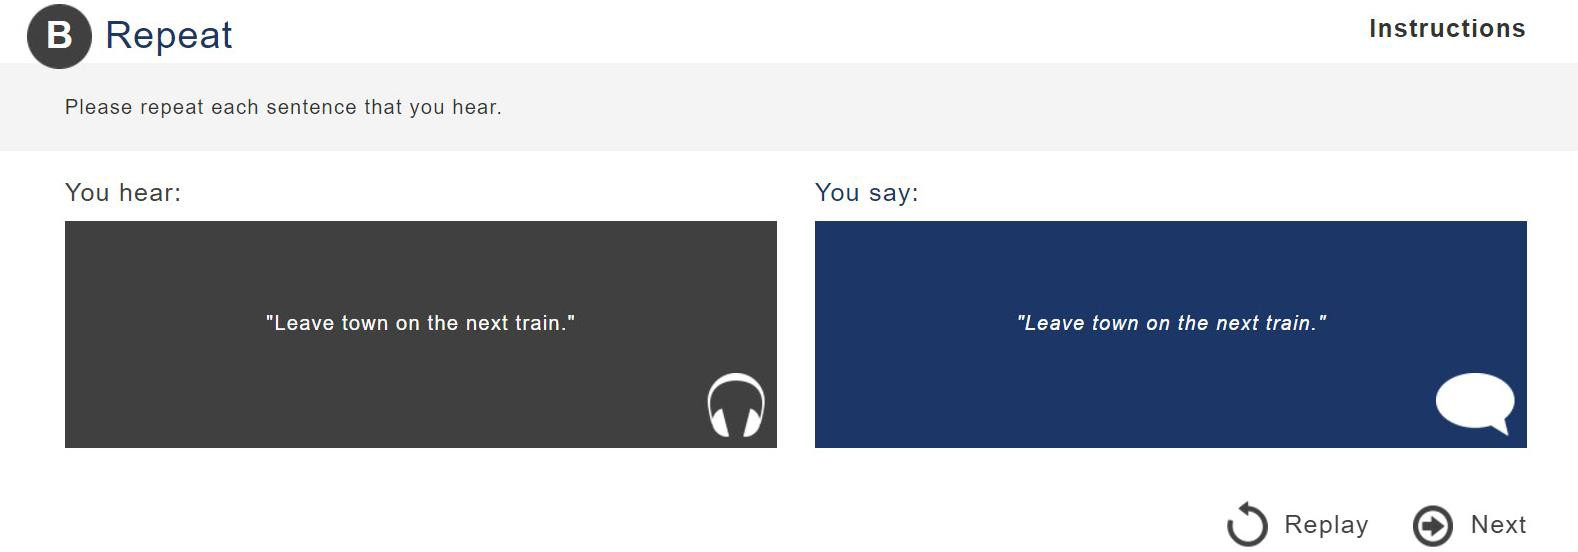 B Repeat
Instructions
Please repeat each sentence that you hear.
You hear:
"Leave town on the next train."
You say:
"Leave town on the next train."
Replay
Next